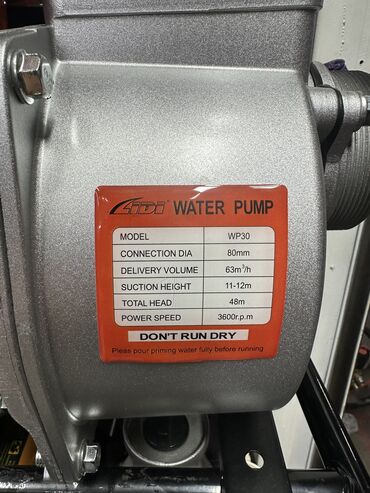 AiDi WATER PUMP
MODEL WP30
CONNECTION DIA 80mm
DELIVERY VOLUME 63m³/h
SUCTION HEIGHT 11-12m
TOTAL HEAD 48m
POWER SPEED 3600r.p.m
DON'T RUN DRY
Pleas pour priming water fully before running